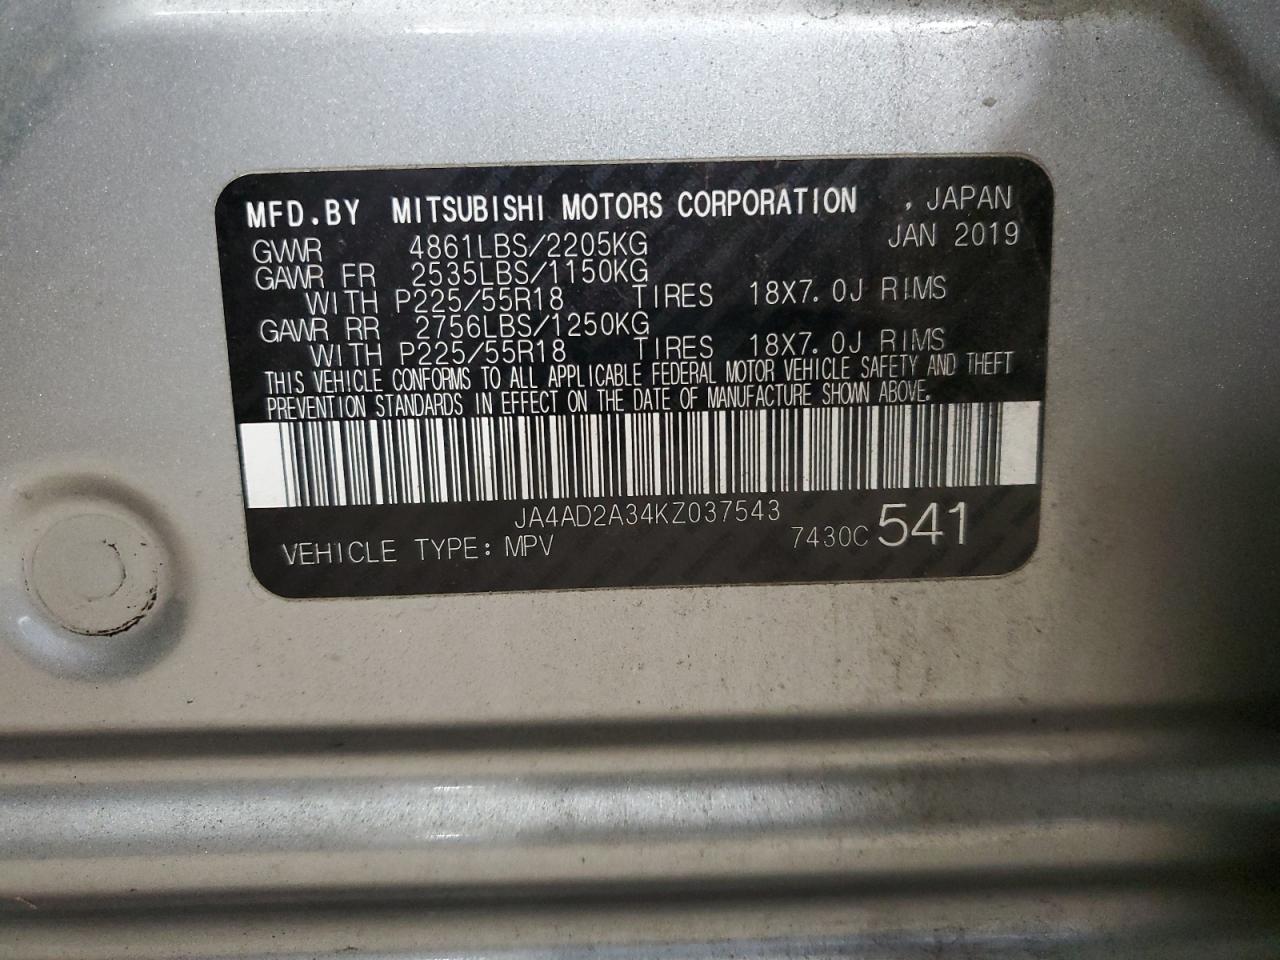 MFD.BY MITSUBISHI MOTORS CORPORATION , JAPAN
GVWR 4861LBS/2205KG JAN 2019
GAWR FR 2535LBS/1150KG
WITH P225/55R18 TIRES 18X7.0J RIMS
GAWR RR 2756LBS/1250KG
WITH P225/55R18 TIRES 18X7.0J RIMS
THIS VEHICLE CONFORMS TO ALL APPLICABLE FEDERAL MOTOR VEHICLE SAFETY AND THEFT
PREVENTION STANDARDS IN EFFECT ON THE DATE OF MANUFACTURE SHOWN ABOVE.
JA4AD2A34KZ037543
VEHICLE TYPE: MPV 7430C 541